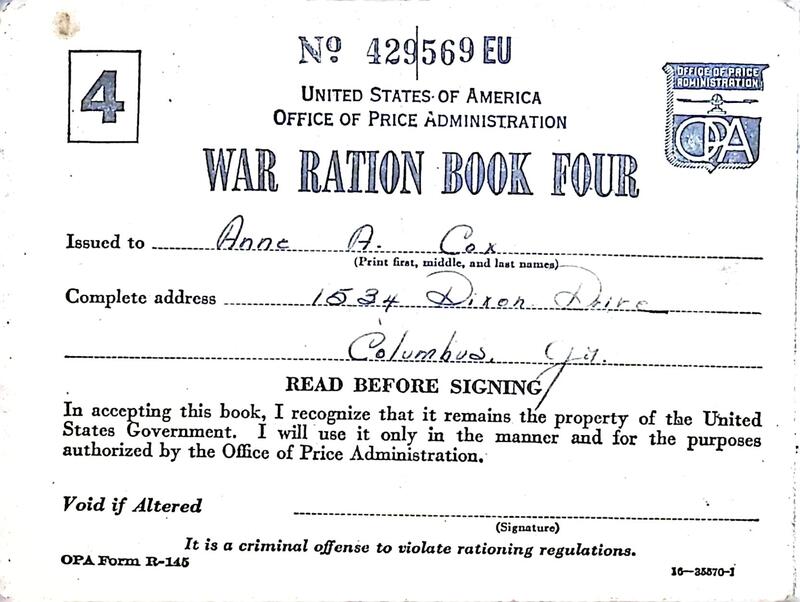 4
Nº 429569 EU
OFFICE OF PRICE
ADMINISTRATION
OPA
UNITED STATES OF AMERICA
OFFICE OF PRICE ADMINISTRATION
WAR RATION BOOK FOUR
Issued to Anne A. Cox
(Print first, middle, and last names)
Complete address 1534 Dixon Drive
Columbus, Ga.
READ BEFORE SIGNING
In accepting this book, I recognize that it remains the property of the United
States Government. I will use it only in the manner and for the purposes
authorized by the Office of Price Administration.
Void if Altered
(Signature)
It is a criminal offense to violate rationing regulations.
OPA Form R-145
16—35570-1